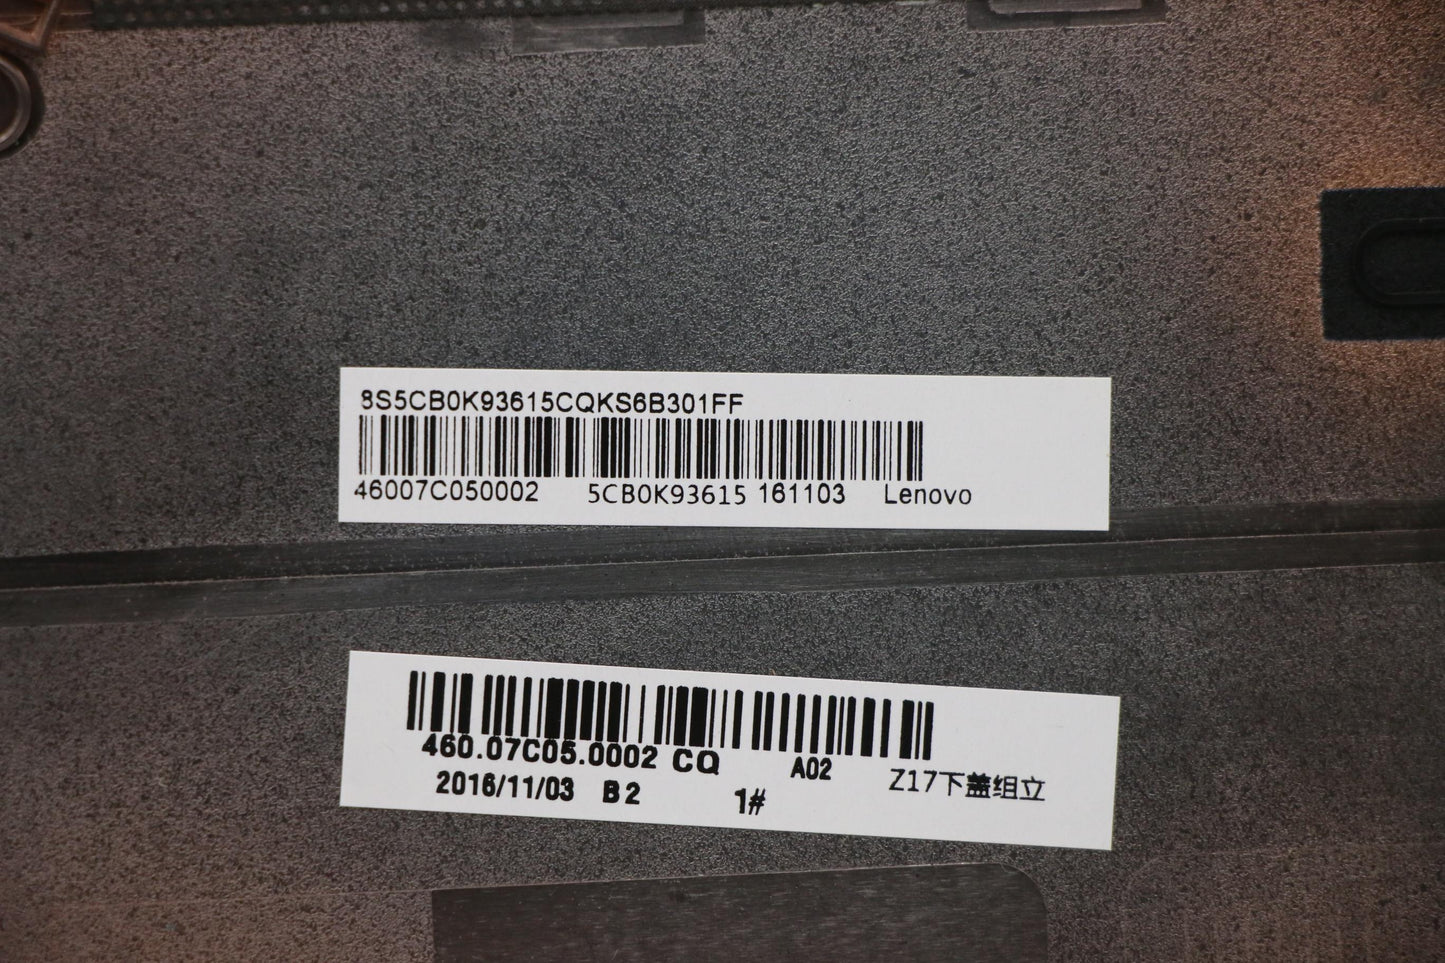 8S5CB0K93615CQKS6B301FF
46007C050002 5CB0K93615 161103 Lenovo
460.07C05.0002 CQ A02 Z17下盖组立
2016/11/03 B2 1#